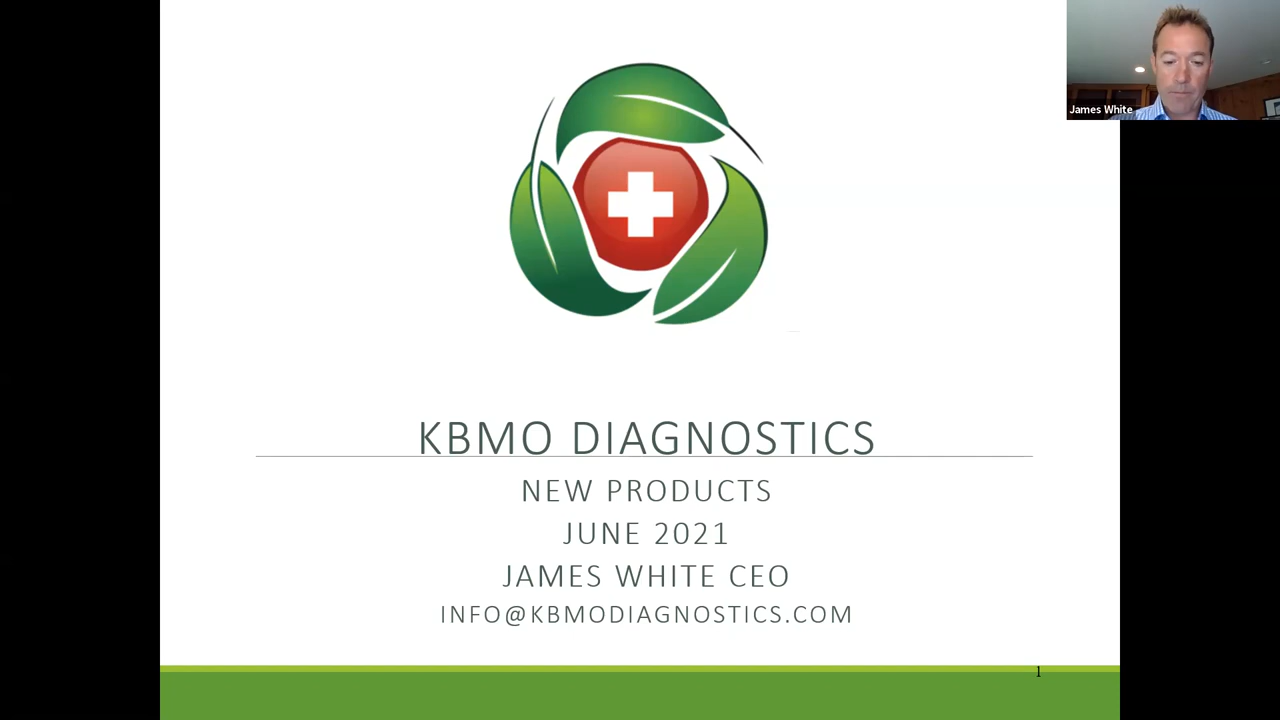 James White
KBMO DIAGNOSTICS
NEW PRODUCTS
JUNE 2021
JAMES WHITE CEO
INFO@KBMODIAGNOSTICS.COM
1